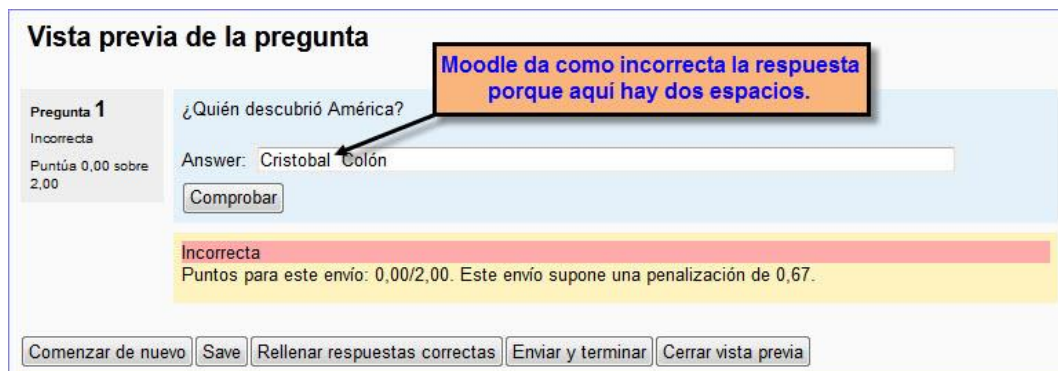 Vista previa de la pregunta
Moodle da como incorrecta la respuesta
porque aquí hay dos espacios.
Pregunta 1
Incorrecta
Puntúa 0,00 sobre
2,00
¿Quién descubrió América?
Answer: Cristobal  Colón
Comprobar
Incorrecta
Puntos para este envío: 0,00/2,00. Este envío supone una penalización de 0,67.
Comenzar de nuevo Save Rellenar respuestas correctas Enviar y terminar Cerrar vista previa